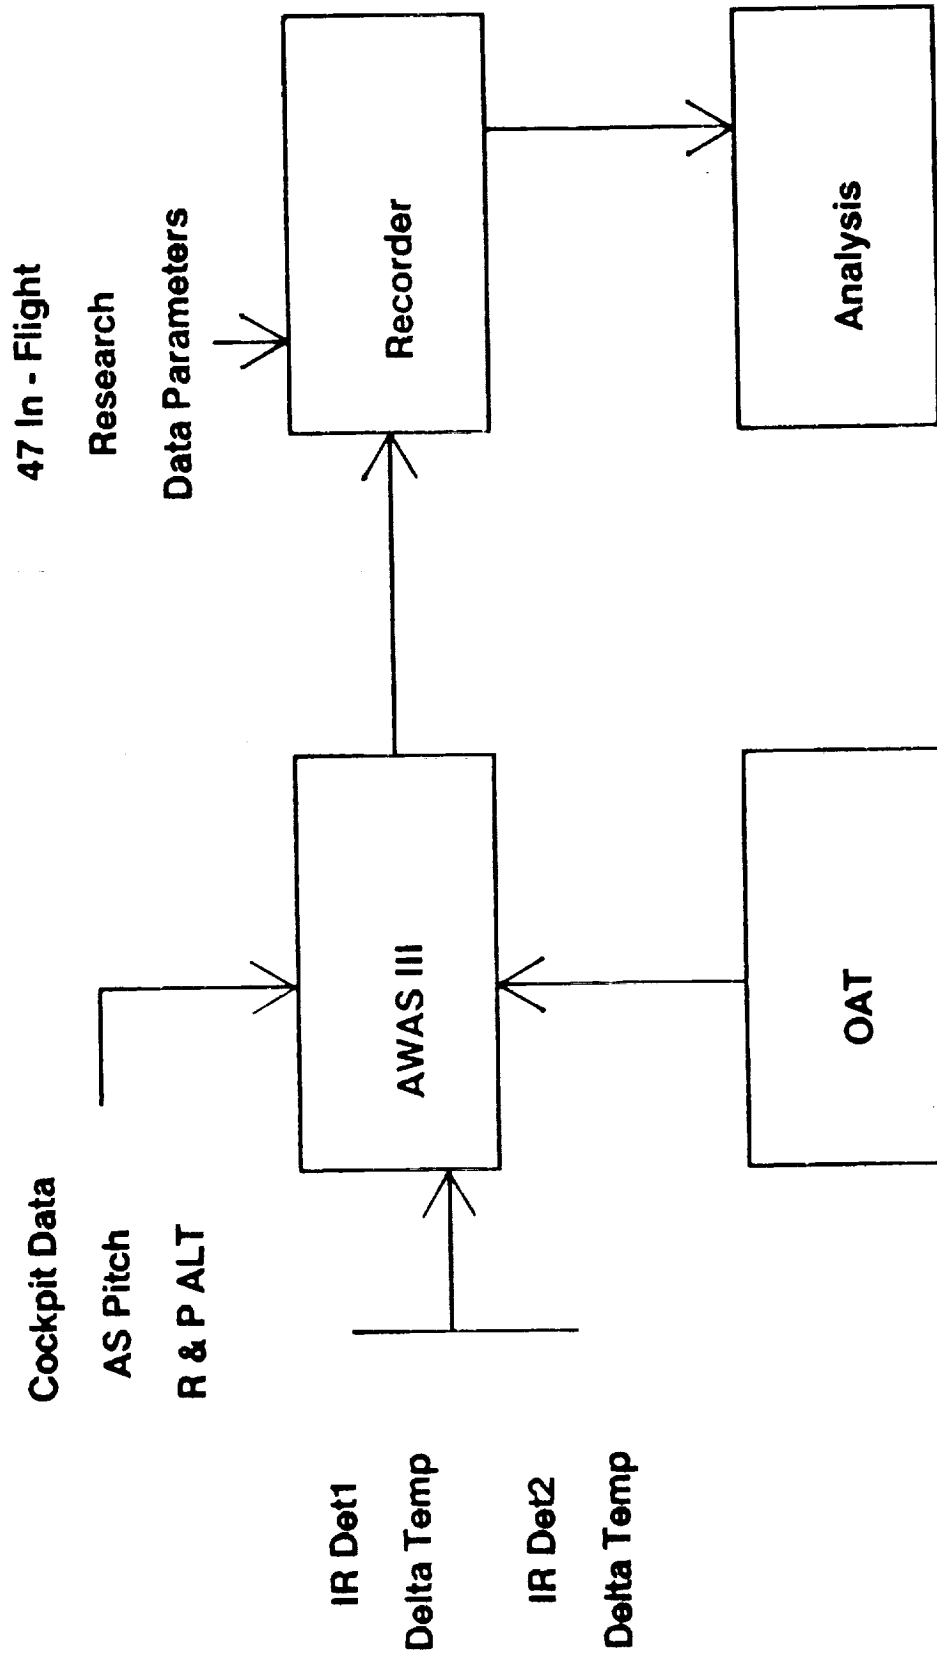 Cockpit Data
AS Pitch
R & P ALT
47 In - Flight
Research
Data Parameters
IR Det1
Delta Temp
IR Det2
Delta Temp
AWAS III
Recorder
OAT
Analysis